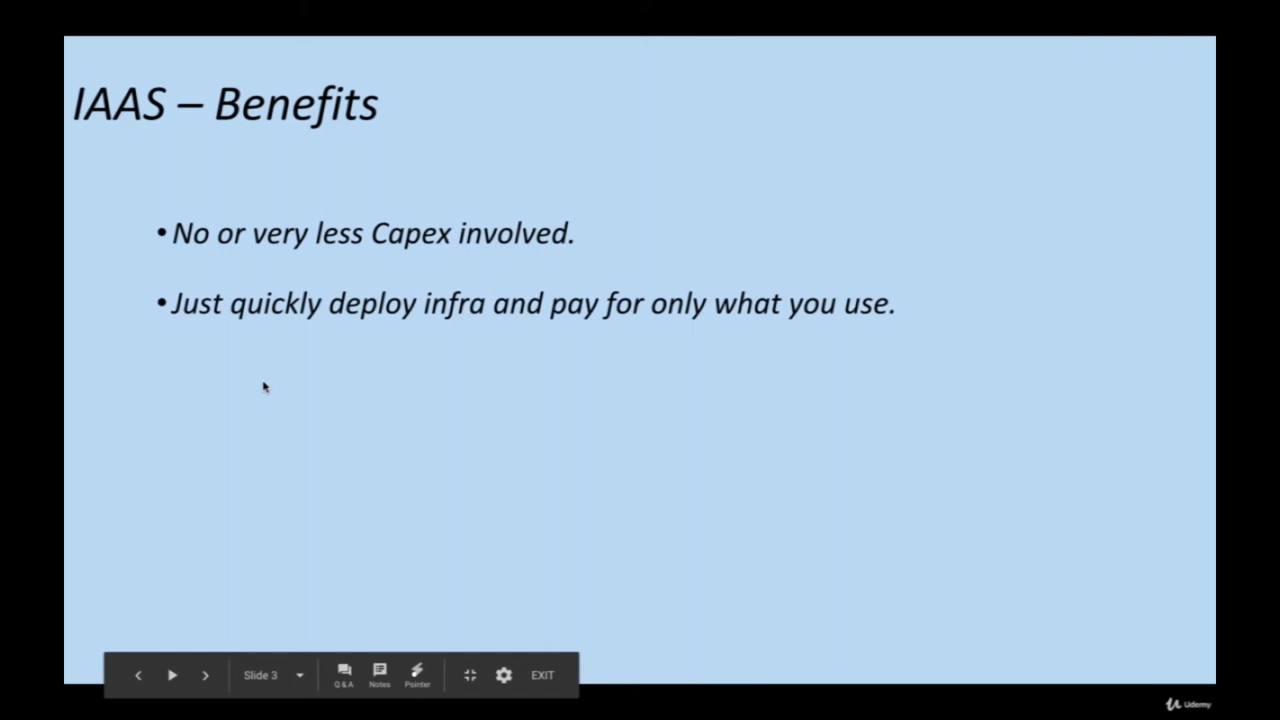 IAAS – Benefits
• No or very less Capex involved.
• Just quickly deploy infra and pay for only what you use.
Slide 3
Q & A
Notes
Pointer
EXIT
Udemy